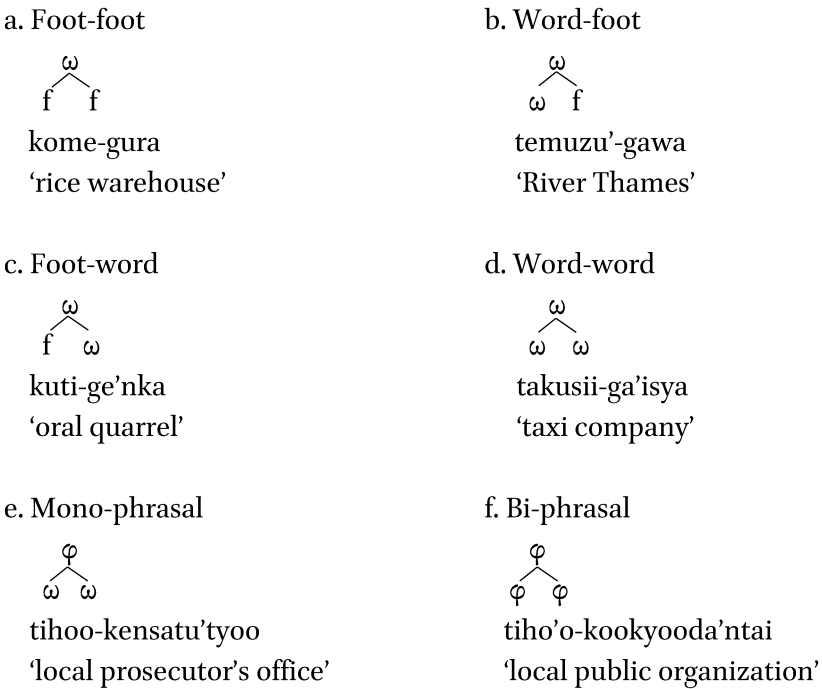 a. Foot-foot
ω
f f
kome-gura
‘rice warehouse’
b. Word-foot
ω
ω f
temuzu’-gawa
‘River Thames’
c. Foot-word
ω
f ω
kuti-ge’nka
‘oral quarrel’
d. Word-word
ω
ω ω
takusii-ga’isya
‘taxi company’
e. Mono-phrasal
φ
ω ω
tihoo-kensatu’tyoo
‘local prosecutor’s office’
f. Bi-phrasal
φ
φ φ
tiho’o-kookyooda’ntai
‘local public organization’